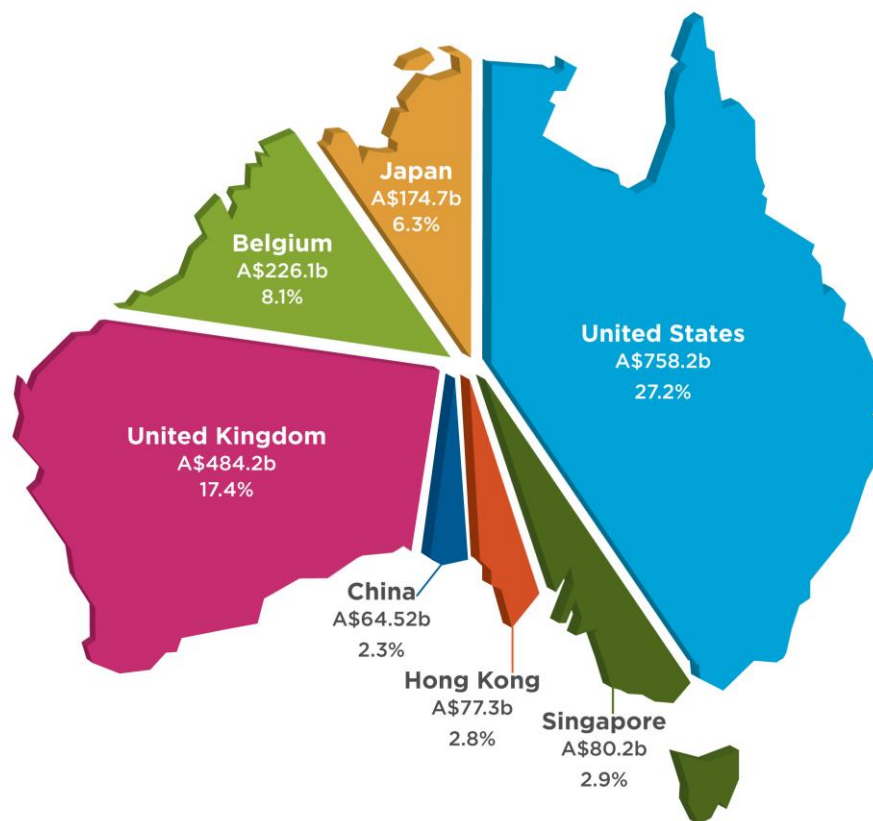 Japan
A$174.7b
6.3%
Belgium
A$226.1b
8.1%
United States
A$758.2b
27.2%
United Kingdom
A$484.2b
17.4%
China
A$64.52b
2.3%
Hong Kong
A$77.3b
2.8%
Singapore
A$80.2b
2.9%